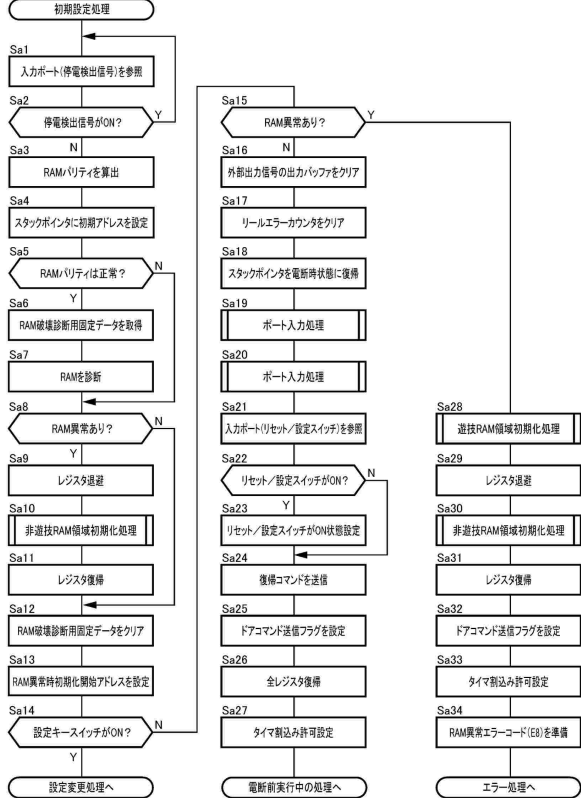 初期設定処理
Sa1
入力ポート(停電検出信号)を参照
Sa2
停電検出信号がON？
Y
N
Sa3
RAMパリティを算出
Sa4
スタックポインタに初期アドレスを設定
Sa5
RAMパリティは正常？
N
Y
Sa6
RAM破壊診断用固定データを取得
Sa7
RAMを診断
Sa8
RAM異常あり？
N
Y
Sa9
レジスタ退避
Sa10
非遊技RAM領域初期化処理
Sa11
レジスタ復帰
Sa12
RAM破壊診断用固定データをクリア
Sa13
RAM異常時初期化開始アドレスを設定
Sa14
設定キースイッチがON？
N
Y
設定変更処理へ
Sa15
RAM異常あり？
Y
N
Sa16
外部出力信号の出力バッファをクリア
Sa17
リールエラーカウンタをクリア
Sa18
スタックポインタを電断時状態に復帰
Sa19
ポート入力処理
Sa20
ポート入力処理
Sa21
入力ポート(リセット／設定スイッチ)を参照
Sa22
リセット／設定スイッチがON？
N
Y
Sa23
リセット／設定スイッチがON状態設定
Sa24
復帰コマンドを送信
Sa25
ドアコマンド送信フラグを設定
Sa26
全レジスタ復帰
Sa27
タイマ割込み許可設定
電断前実行中の処理へ
Sa28
遊技RAM領域初期化処理
Sa29
レジスタ退避
Sa30
非遊技RAM領域初期化処理
Sa31
レジスタ復帰
Sa32
ドアコマンド送信フラグを設定
Sa33
タイマ割込み許可設定
Sa34
RAM異常エラーコード(E8)を準備
エラー処理へ